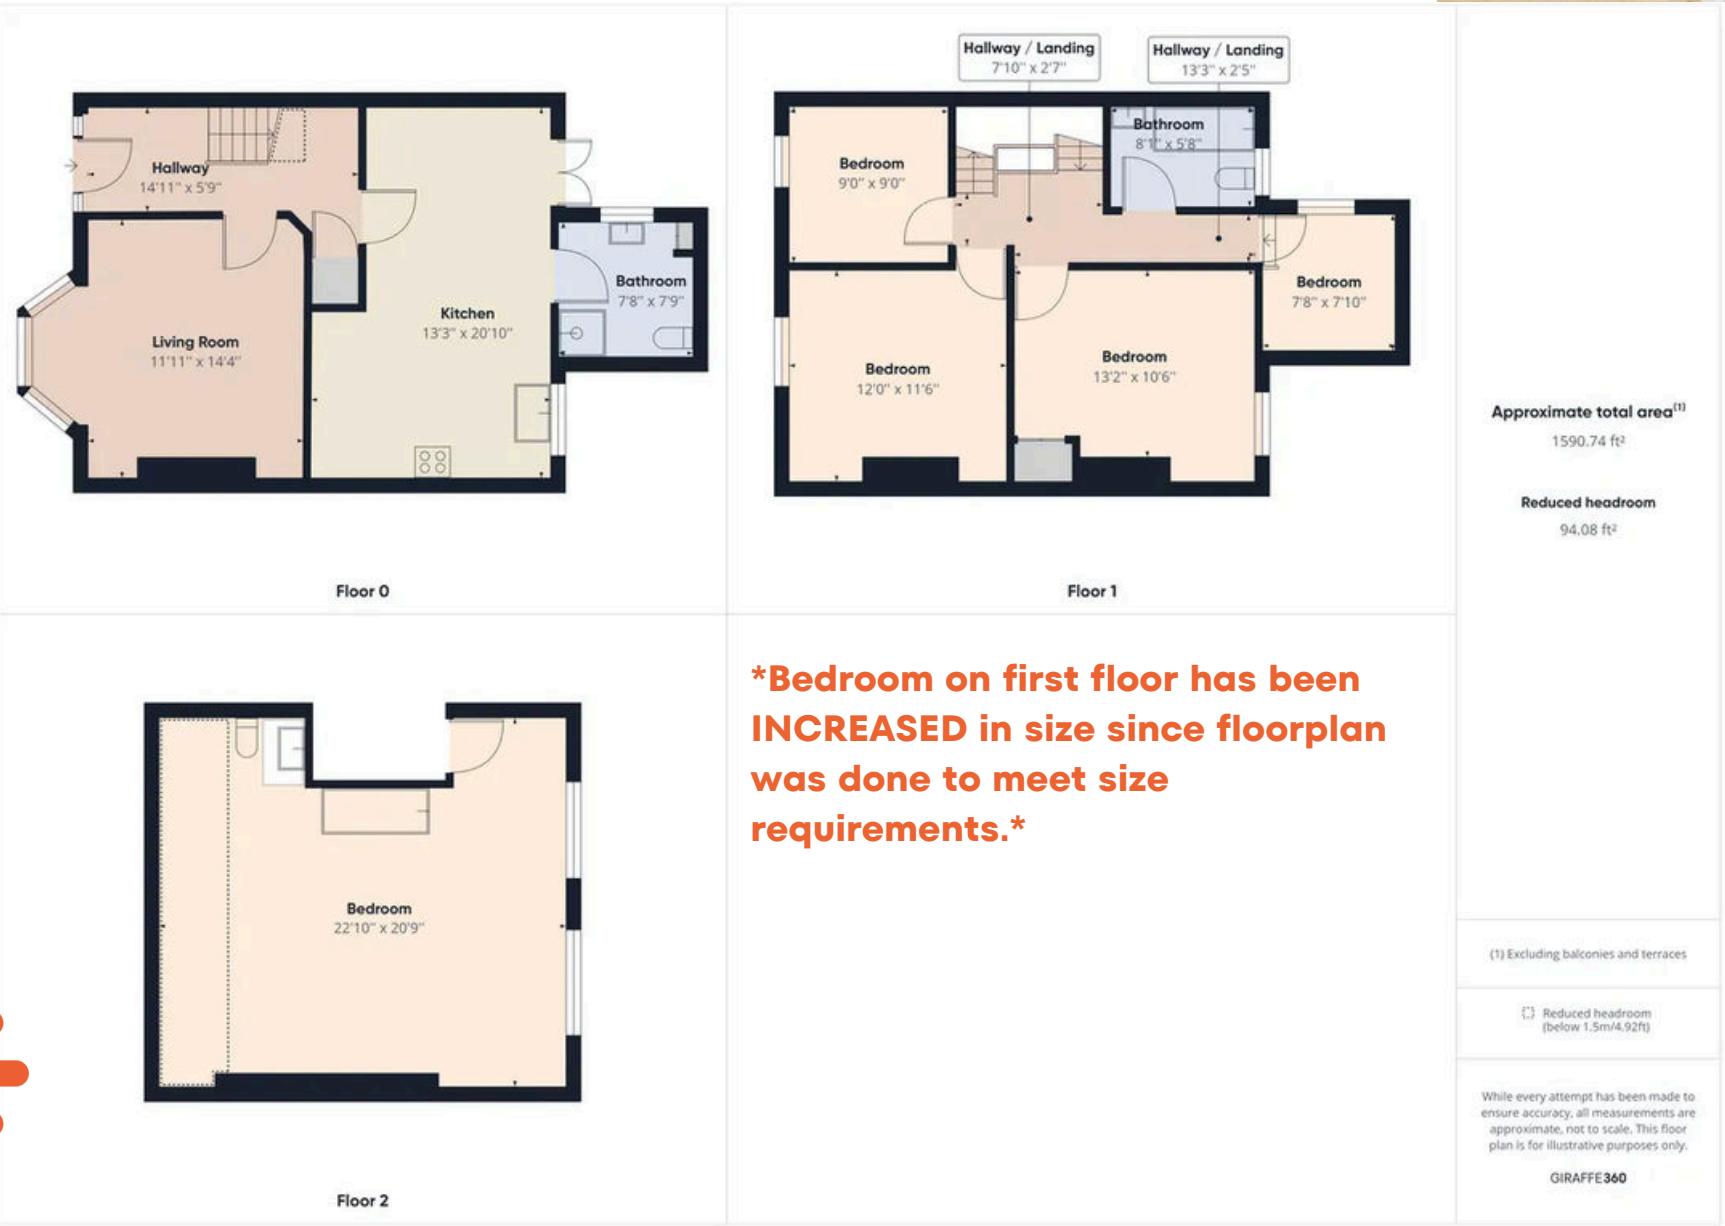 Hallway / Landing
7'10" x 2'7"
Hallway / Landing
13'3" x 2'5"
Hallway
14'11" x 5'9"
Living Room
11'11" x 14'4"
Kitchen
13'3" x 20'10"
Bathroom
7'8" x 7'9"
Floor 0
Bedroom
9'0" x 9'0"
Bathroom
8'1" x 5'8"
Bedroom
7'8" x 7'10"
Bedroom
12'0" x 11'6"
Bedroom
13'2" x 10'6"
Floor 1
Bedroom
22'10" x 20'9"
Floor 2
*Bedroom on first floor has been
INCREASED in size since floorplan
was done to meet size
requirements.*
Approximate total area(1)
1590.74 ft²
Reduced headroom
94.08 ft²
(1) Excluding balconies and terraces
Reduced headroom
(below 1.5m/4.92ft)
While every attempt has been made to
ensure accuracy, all measurements are
approximate, not to scale. This floor
plan is for illustrative purposes only.
GIRAFFE360